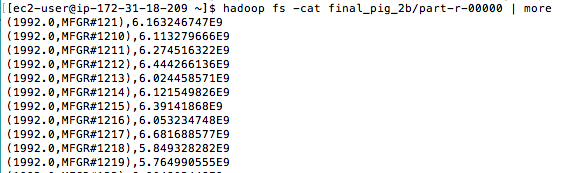 [[ec2-user@ip-172-31-18-209 ~]$ hadoop fs -cat final_pig_2b/part-r-00000 | more
(1992.0,MFGR#121),6.163246747E9
(1992.0,MFGR#1210),6.113279666E9
(1992.0,MFGR#1211),6.274516322E9
(1992.0,MFGR#1212),6.444266136E9
(1992.0,MFGR#1213),6.024458571E9
(1992.0,MFGR#1214),6.121549826E9
(1992.0,MFGR#1215),6.39141868E9
(1992.0,MFGR#1216),6.053234748E9
(1992.0,MFGR#1217),6.681688577E9
(1992.0,MFGR#1218),5.849328282E9
(1992.0,MFGR#1219),5.764990555E9